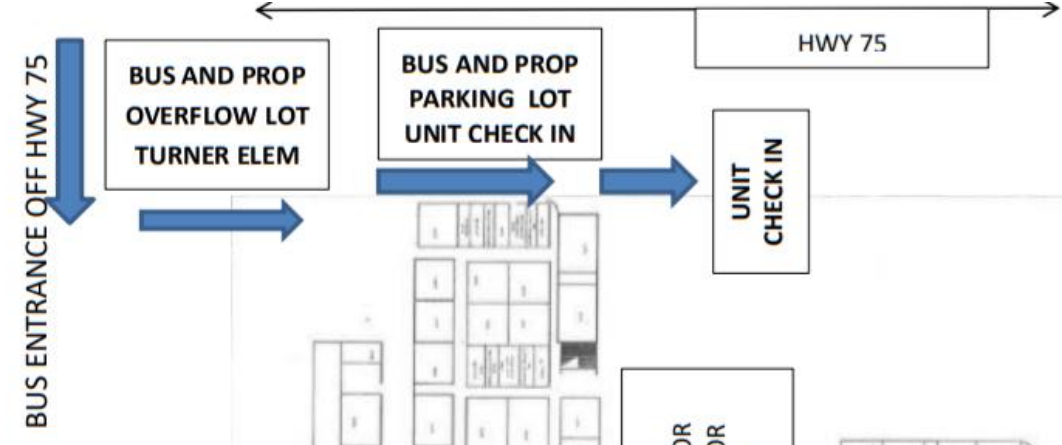 BUS ENTRANCE OFF HWY 75
BUS AND PROP
OVERFLOW LOT
TURNER ELEM
BUS AND PROP
PARKING LOT
UNIT CHECK IN
HWY 75
UNIT
CHECK IN